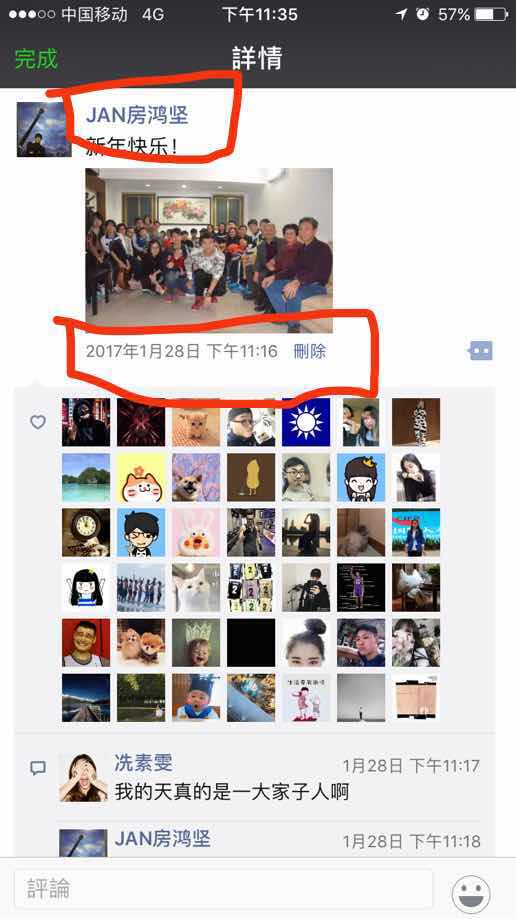 中国移动 4G 下午11:35 57%
完成 詳情
JAN房鸿坚
新年快乐！
2017年1月28日 下午11:16 刪除
冼素雯 1月28日 下午11:17
我的天真的是一大家子人啊
JAN房鸿坚 1月28日 下午11:18
評論